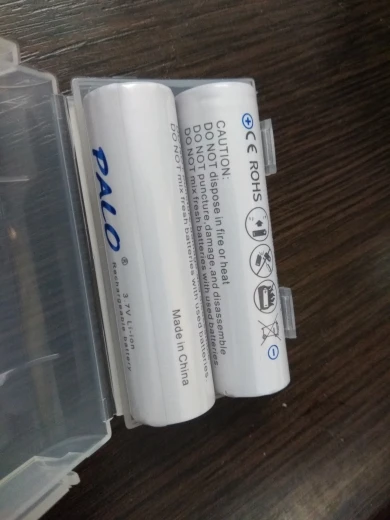 PALO®
3.7V Li-ion
Rechargeable battery
DO NOT mix fresh batteries with used batteries.
Made in China
CE ROHS
CAUTION:
DO NOT dispose in fire or heat
DO NOT puncture,damage,and disassemble
DO NOT mix fresh batteries with used batteries.